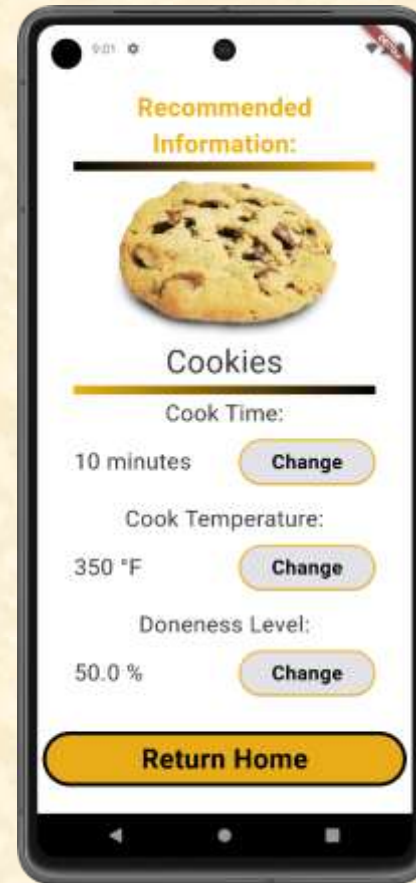 9:01
DEBUG
Recommended
Information:
Cookies
Cook Time:
10 minutes
Change
Cook Temperature:
350 °F
Change
Doneness Level:
50.0 %
Change
Return Home